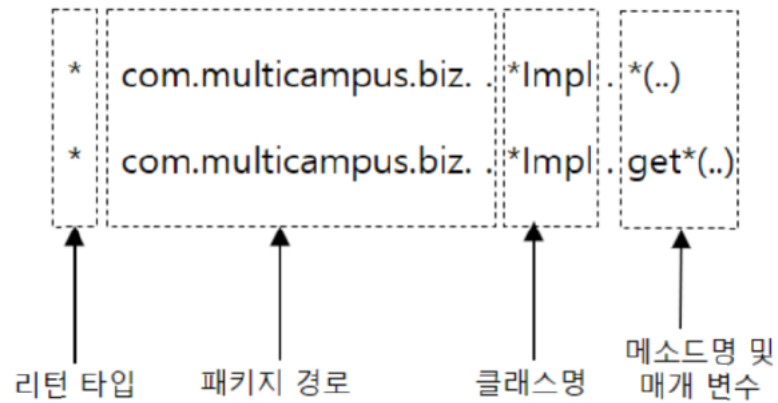 * com.multicampus.biz. . *Impl . *(..)
* com.multicampus.biz. . *Impl . get*(..)
리턴 타입 패키지 경로 클래스명 메소드명 및
매개 변수